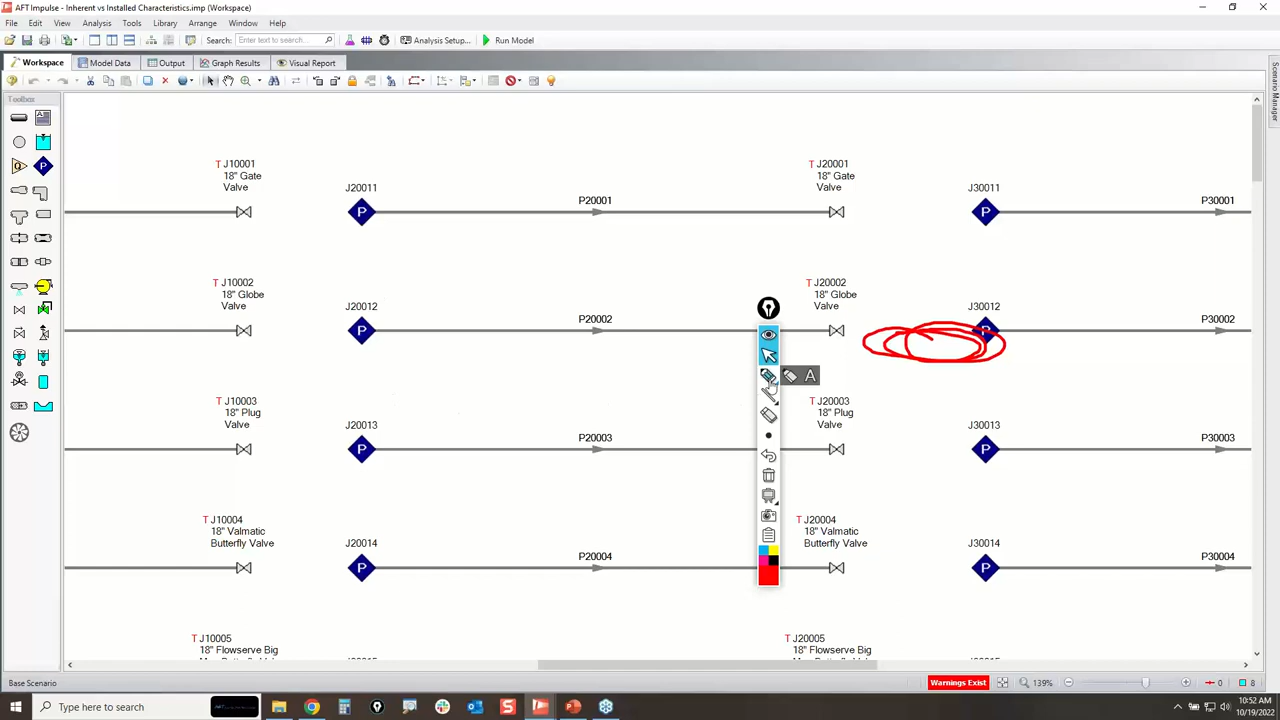 AFT Impulse - Inherent vs Installed Characteristics.imp (Workspace)
File Edit View Analysis Tools Library Arrange Window Help
Search: Enter text to search... Analysis Setup... Run Model
Workspace Model Data Output Graph Results Visual Report
Toolbox
Scenario Manager
T J10001
18" Gate
Valve
J20011
P20001
T J20001
18" Gate
Valve
J30011
P30001
T J10002
18" Globe
Valve
J20012
P20002
T J20002
18" Globe
Valve
J30012
P30002
T J10003
18" Plug
Valve
J20013
P20003
J20003
18" Plug
Valve
J30013
P30003
T J10004
18" Valmatic
Butterfly Valve
J20014
P20004
T J20004
18" Valmatic
Butterfly Valve
J30014
P30004
T J10005
18" Flowserve Big
T J20005
18" Flowserve Big
P
P
P
P
P
P
P
P
A
Base Scenario
Warnings Exist
139%
0
8
Type here to search
10:52 AM
10/19/2022